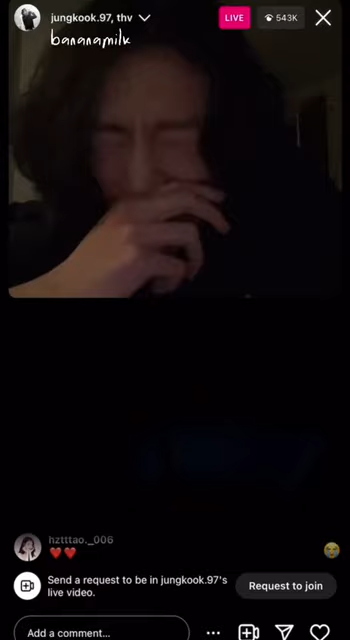 jungkook.97, thv
LIVE
543K
bananamilk
hztttao._006
Send a request to be in jungkook.97's
live video.
Request to join
Add a comment...